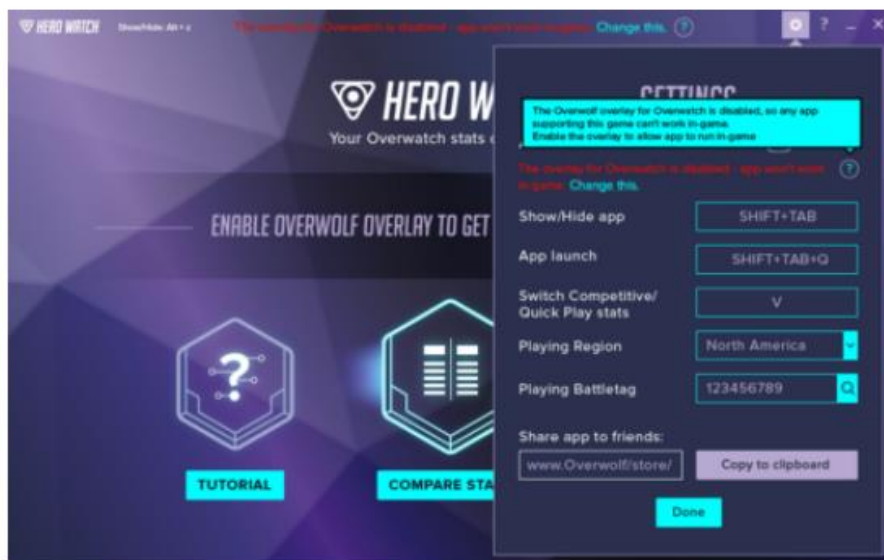 HERO WATCH Show/Hide: Alt + z The overlay for Overwatch is disabled - app won't work in-game. Change this. ? ? _ X
HERO W
Your Overwatch stats
ENABLE OVERWOLF OVERLAY TO GET
?
TUTORIAL
COMPARE STA
SETTINGS
The Overwolf overlay for Overwatch is disabled, so any app
supporting this game can't work in-game.
Enable the overlay to allow app to run in-game
The overlay for Overwatch is disabled - app won't work ?
in-game. Change this.
Show/Hide app SHIFT+TAB
App launch SHIFT+TAB+Q
Switch Competitive/
Quick Play stats V
Playing Region North America
Playing Battletag 123456789
Share app to friends:
www.Overwolf/store/ Copy to clipboard
Done